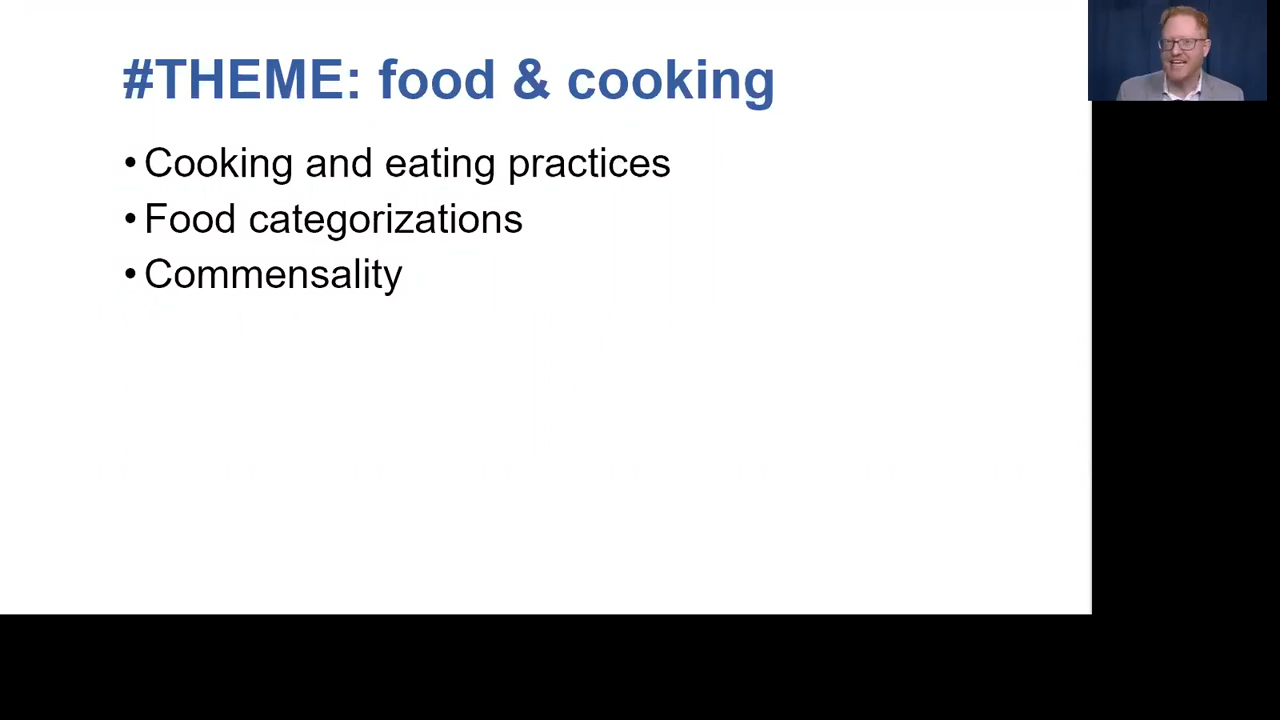 #THEME: food & cooking
• Cooking and eating practices
• Food categorizations
• Commensality